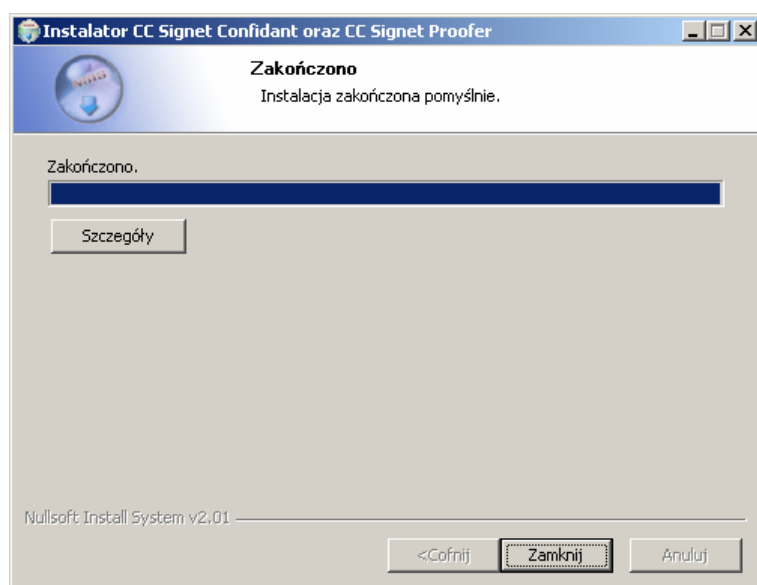 Instalator CC Signet Confidant oraz CC Signet Proofer
Zakończono
Instalacja zakończona pomyślnie.
Zakończono.
Szczegóły
Nullsoft Install System v2.01
<Cofnij
Zamknij
Anuluj